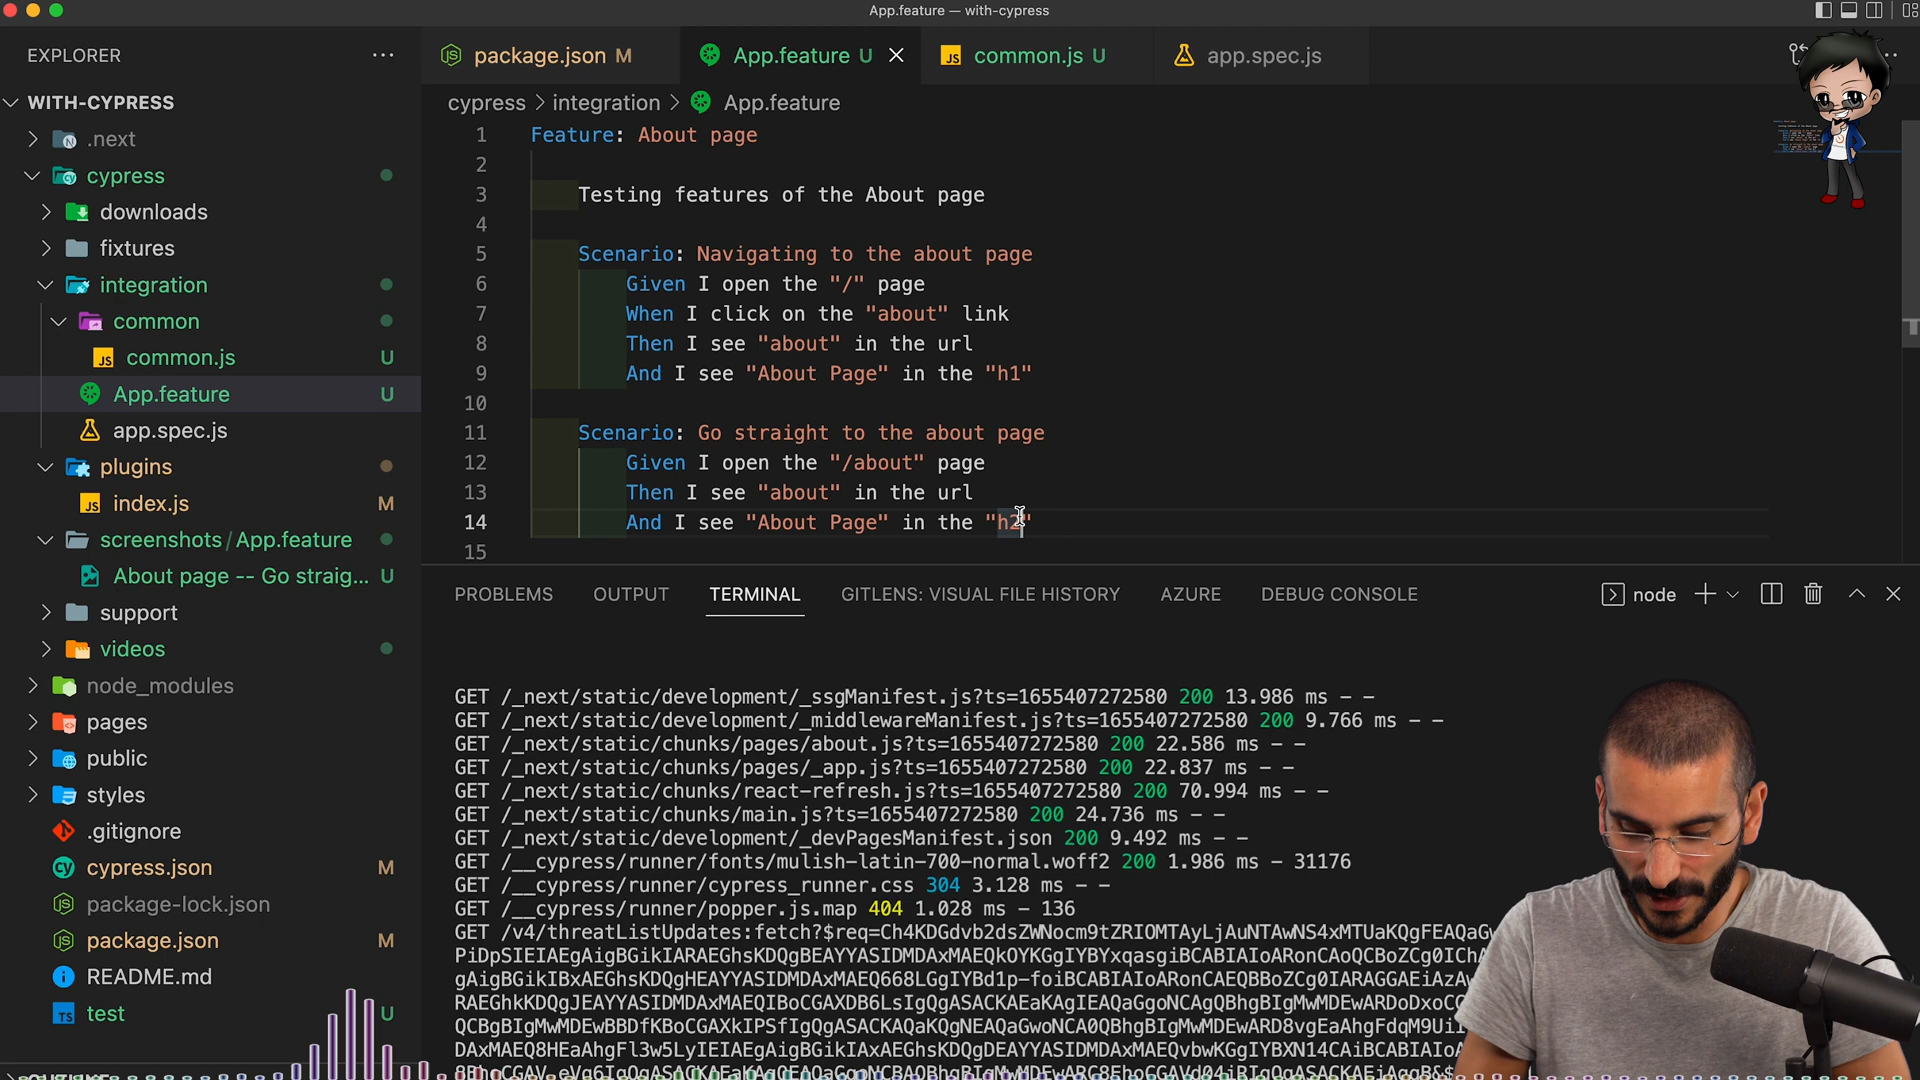 App.feature — with-cypress
EXPLORER
package.json M
App.feature U
common.js U
app.spec.js
WITH-CYPRESS
cypress > integration > App.feature
.next
cypress
downloads
fixtures
integration
common
common.js U
App.feature U
app.spec.js
plugins
index.js M
screenshots/App.feature
About page -- Go straig... U
support
videos
node_modules
pages
public
styles
.gitignore
cypress.json M
package-lock.json
package.json M
README.md
test U
1 Feature: About page
2
3 Testing features of the About page
4
5 Scenario: Navigating to the about page
6 Given I open the "/" page
7 When I click on the "about" link
8 Then I see "about" in the url
9 And I see "About Page" in the "h1"
10
11 Scenario: Go straight to the about page
12 Given I open the "/about" page
13 Then I see "about" in the url
14 And I see "About Page" in the "h2"
15
PROBLEMS OUTPUT TERMINAL GITLENS: VISUAL FILE HISTORY AZURE DEBUG CONSOLE
node
GET /_next/static/development/_ssgManifest.js?ts=1655407272580 200 13.986 ms - -
GET /_next/static/development/_middlewareManifest.js?ts=1655407272580 200 9.766 ms - -
GET /_next/static/chunks/pages/about.js?ts=1655407272580 200 22.586 ms - -
GET /_next/static/chunks/pages/_app.js?ts=1655407272580 200 22.837 ms - -
GET /_next/static/chunks/react-refresh.js?ts=1655407272580 200 70.994 ms - -
GET /_next/static/chunks/main.js?ts=1655407272580 200 24.736 ms - -
GET /_next/static/development/_devPagesManifest.json 200 9.492 ms - -
GET /__cypress/runner/fonts/mulish-latin-700-normal.woff2 200 1.986 ms - 31176
GET /__cypress/runner/cypress_runner.css 304 3.128 ms - -
GET /__cypress/runner/popper.js.map 404 1.028 ms - 136
GET